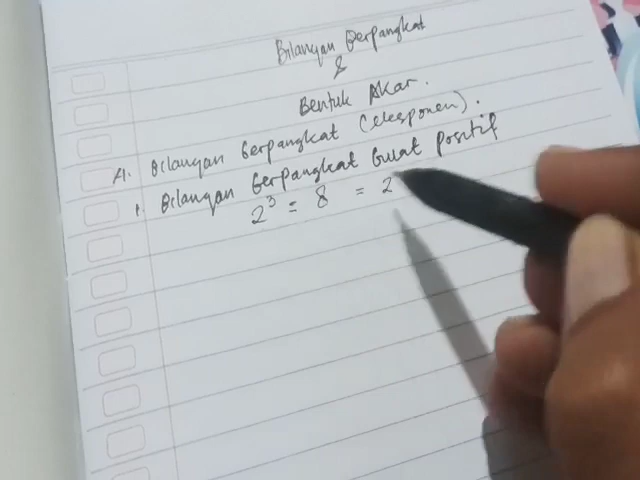 Bilangan Berpangkat
&
Bentuk Akar.
A. Bilangan berpangkat (eksponen).
1. Bilangan berpangkat bulat positif
2³ = 8 = 2